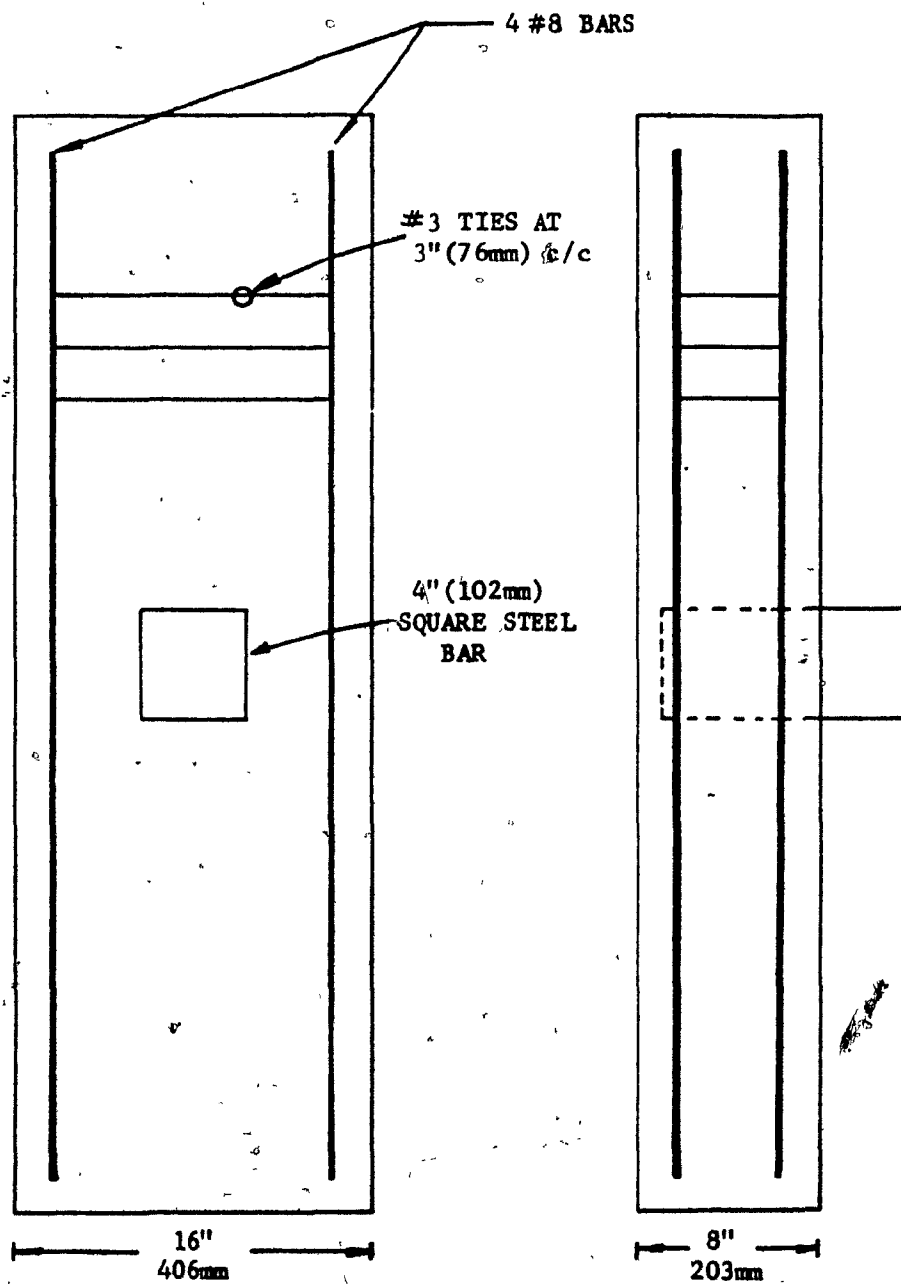 4 #8 BARS
#3 TIES AT
3" (76mm) c/c
4" (102mm)
SQUARE STEEL
BAR
16"
406mm
8"
203mm